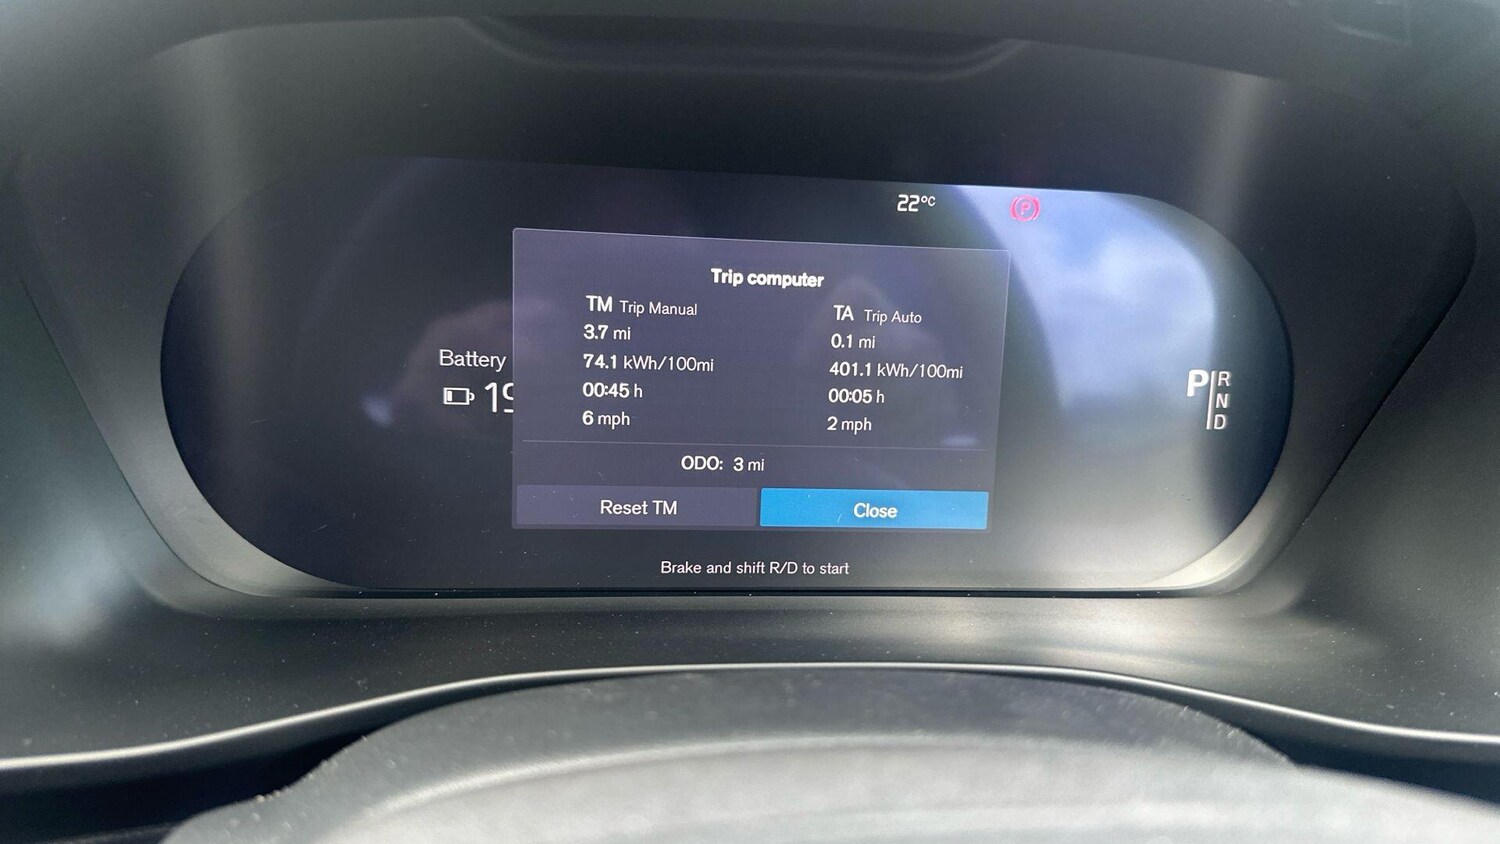 22°C
Trip computer
TM Trip Manual
3.7 mi
74.1 kWh/100mi
00:45 h
6 mph
TA Trip Auto
0.1 mi
401.1 kWh/100mi
00:05 h
2 mph
ODO: 3 mi
Reset TM
Close
Battery
P
R
N
D
Brake and shift R/D to start